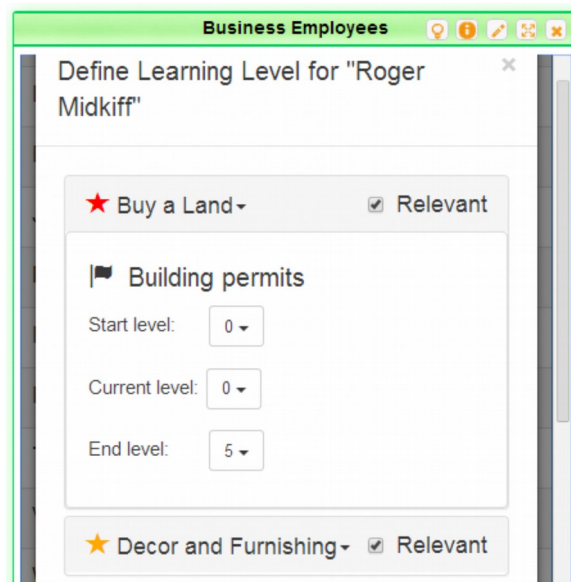 Business Employees
Define Learning Level for "Roger
Midkiff"
Buy a Land
Relevant
Building permits
Start level: 0
Current level: 0
End level: 5
Decor and Furnishing
Relevant